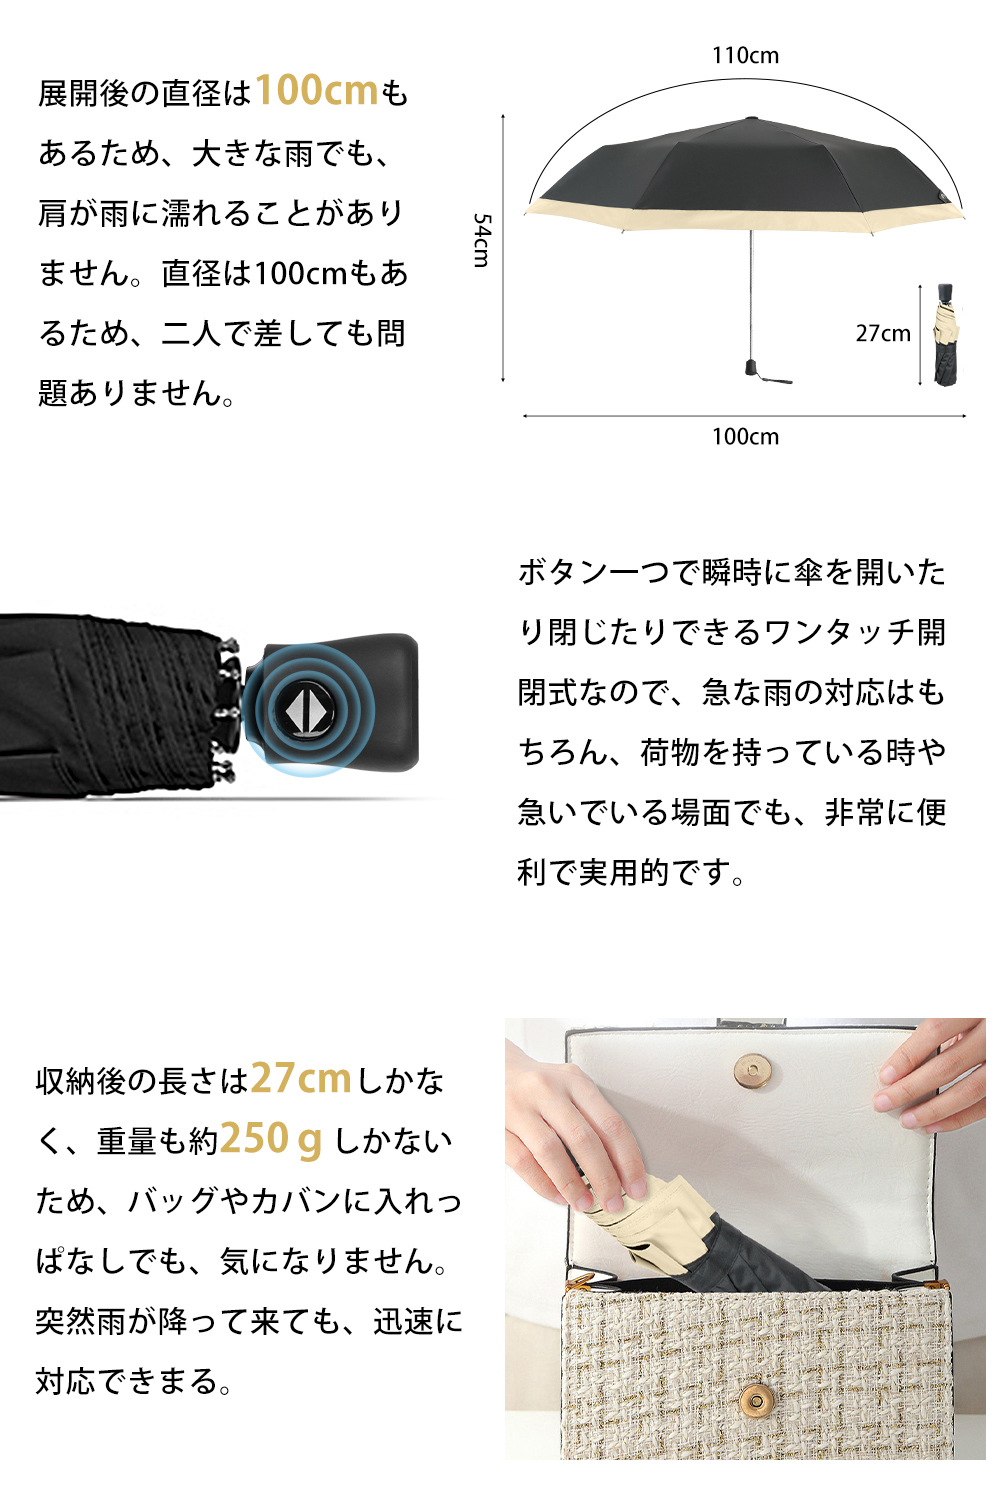 展開後の直径は100cmも
あるため、大きな雨でも、
肩が雨に濡れることがあり
ません。直径は100cmもあ
るため、二人で差しても問
題ありません。
110cm
54cm
27cm
100cm
ボタン一つで瞬時に傘を開いた
り閉じたりできるワンタッチ開
閉式なので、急な雨の対応はも
ちろん、荷物を持っている時や
急いでいる場面でも、非常に便
利で実用的です。
収納後の長さは27cmしかな
く、重量も約250 g しかない
ため、バッグやカバンに入れっ
ぱなしでも、気になりません。
突然雨が降って来ても、迅速に
対応できまる。